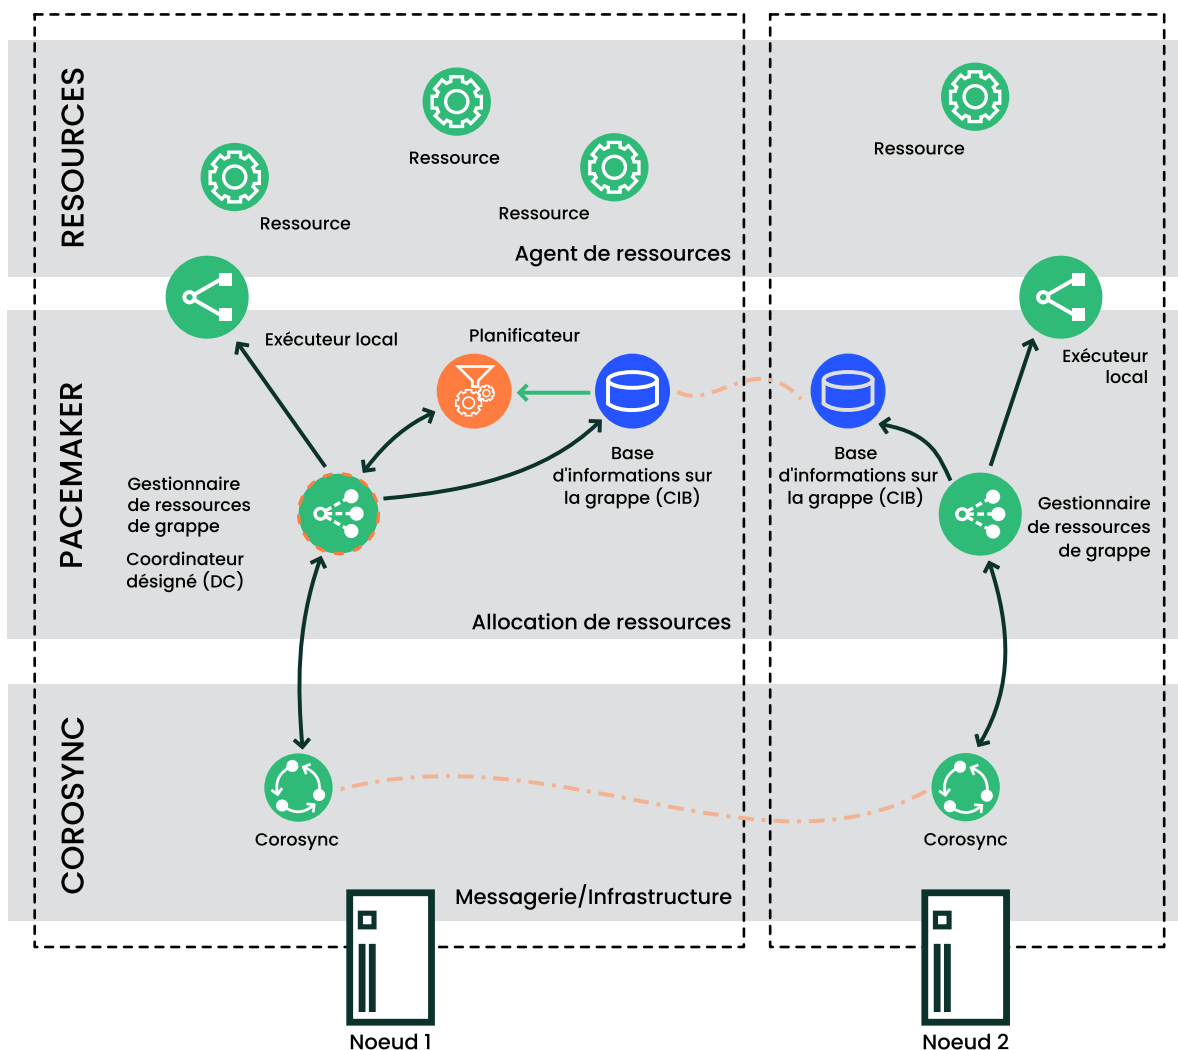 RESOURCES
Ressource
Ressource
Ressource
Ressource
Agent de ressources
PACEMAKER
Exécuteur local
Planificateur
Base
d'informations sur
la grappe (CIB)
Gestionnaire
de ressources
de grappe
Coordinateur
désigné (DC)
Allocation de ressources
Base
d'informations sur
la grappe (CIB)
Exécuteur
local
Gestionnaire
de ressources
de grappe
COROSYNC
Corosync
Corosync
Messagerie/Infrastructure
Noeud 1
Noeud 2